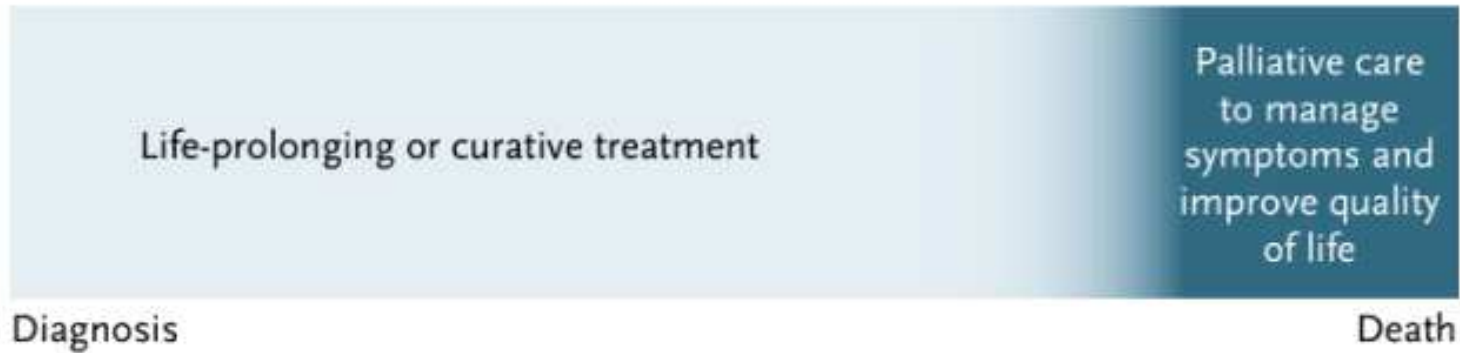 Life-prolonging or curative treatment
Palliative care
to manage
symptoms and
improve quality
of life
Diagnosis
Death